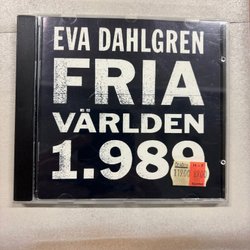 EVA DAHLGREN
FRIA
VÄRLDEN
1.989